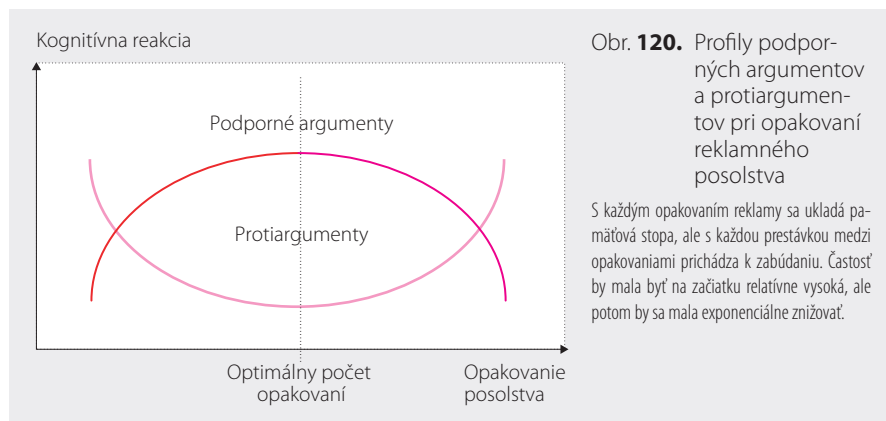 Kognitívna reakcia
Podporné argumenty
Protiargumenty
Optimálny počet
opakovaní
Opakovanie
posolstva
Obr. 120. Profily podpor-
ných argumentov
a protiargumen-
tov pri opakovaní
reklamného
posolstva
S každým opakovaním reklamy sa ukladá pa-
mäťová stopa, ale s každou prestávkou medzi
opakovaniami prichádza k zabúdaniu. Častosť
by mala byť na začiatku relatívne vysoká, ale
potom by sa mala exponenciálne znižovať.